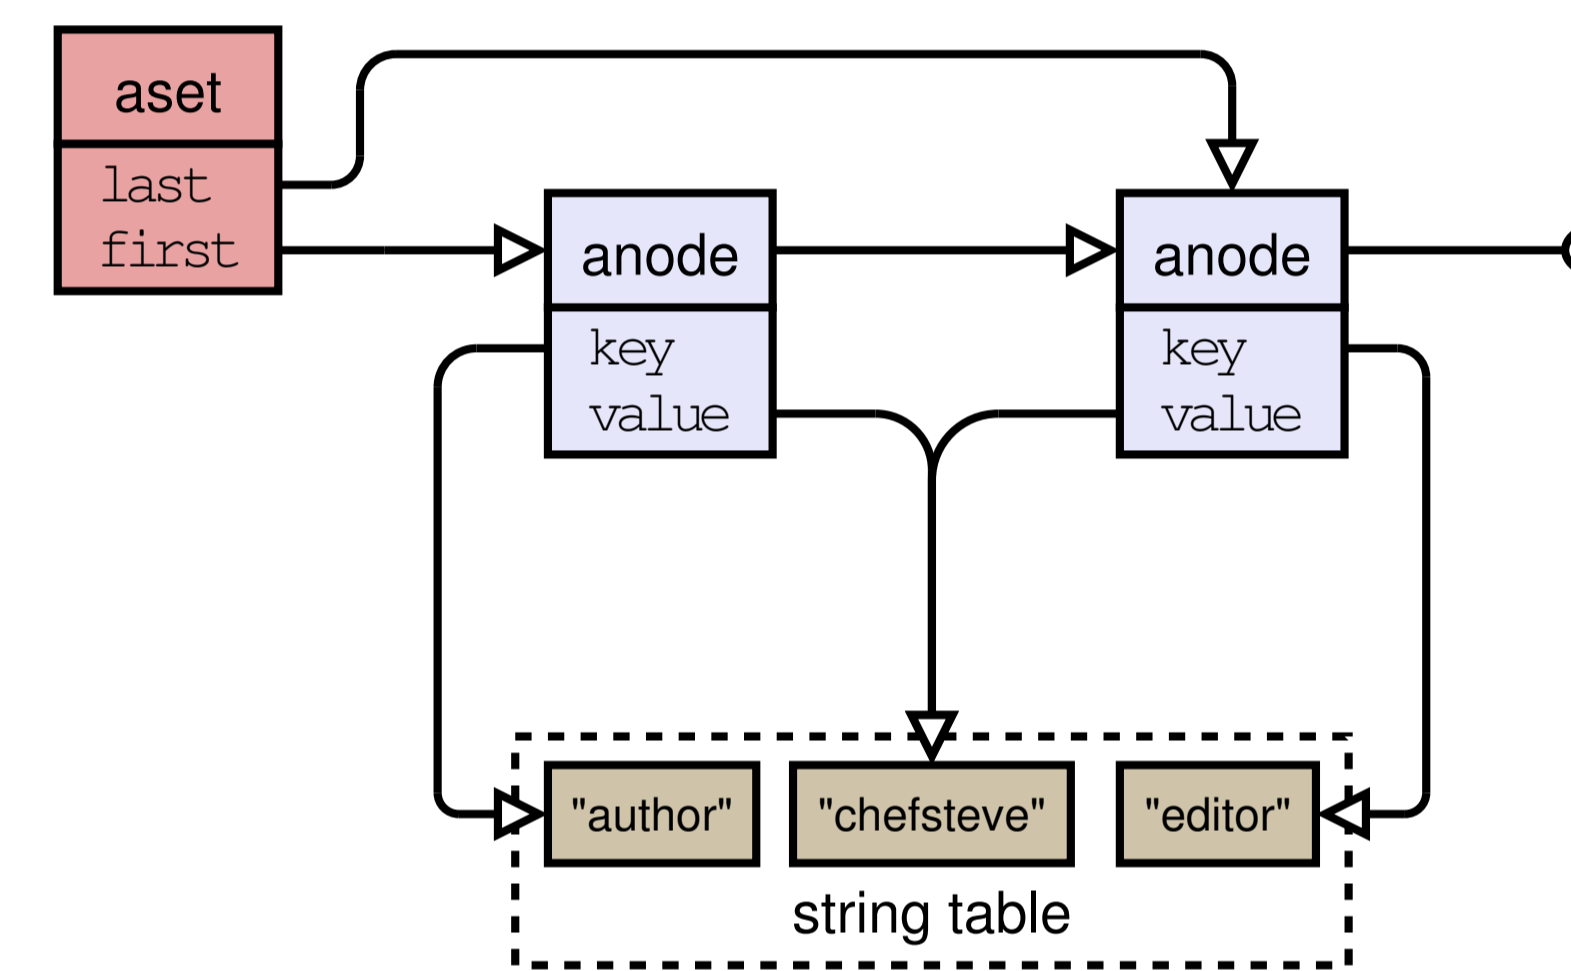 aset
last
first
anode
key
value
anode
key
value
"author"
"chefsteve"
"editor"
string table